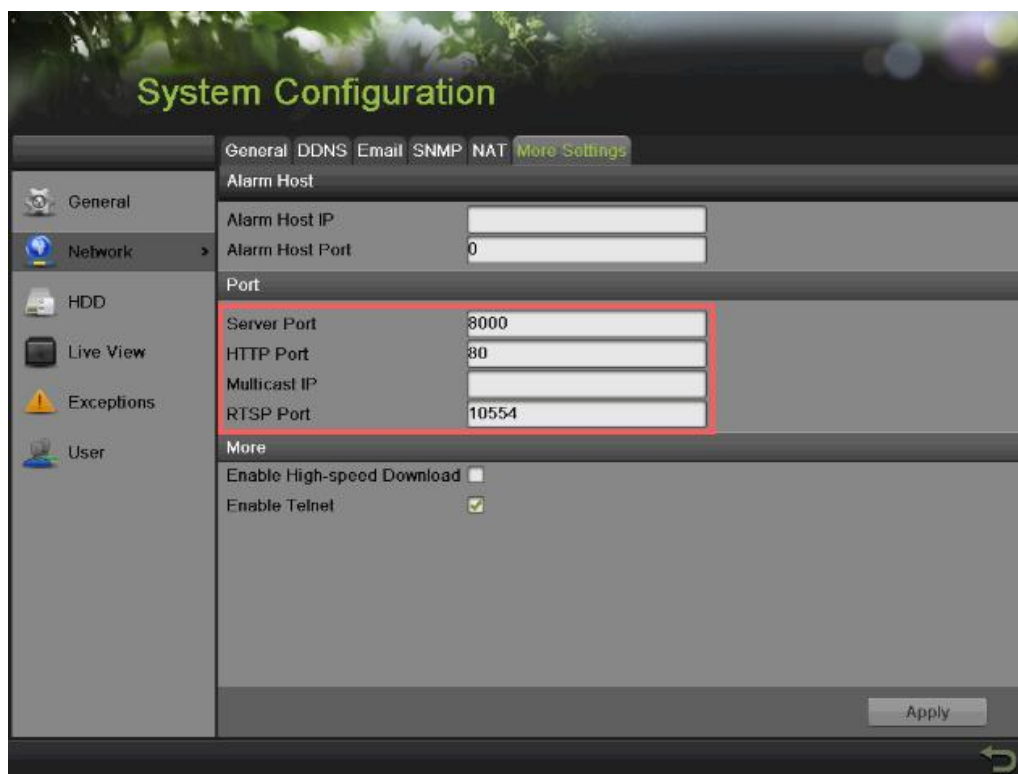 System Configuration
General DDNS Email SNMP NAT More Settings
Alarm Host
General
Alarm Host IP
Network
Alarm Host Port 0
Port
HDD
Server Port 8000
Live View
HTTP Port 80
Multicast IP
Exceptions
RTSP Port 10554
User
More
Enable High-speed Download
Enable Telnet
Apply